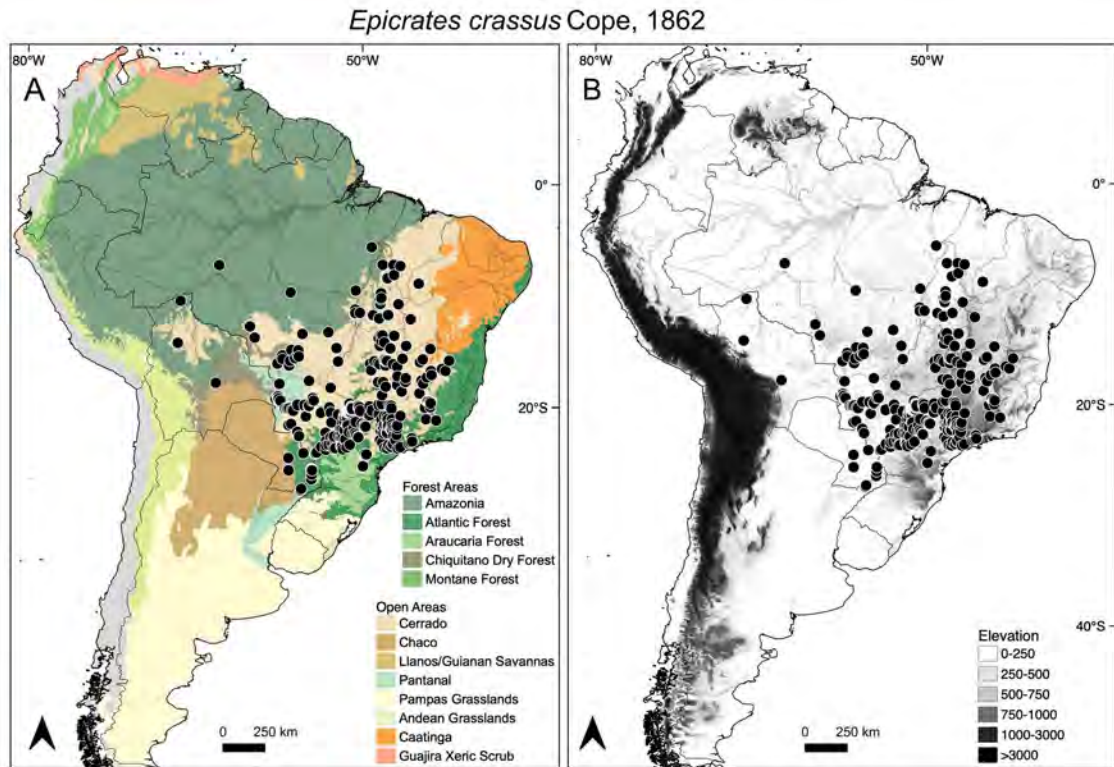 Epicrates crassus Cope, 1862
80°W
50°W
A
0°
20°S
Forest Areas
Amazonia
Atlantic Forest
Araucaria Forest
Chiquitano Dry Forest
Montane Forest
Open Areas
Cerrado
Chaco
Llanos/Guianan Savannas
Pantanal
Pampas Grasslands
Andean Grasslands
Caatinga
Guajira Xeric Scrub
0 250 km
80°W
50°W
B
0°
20°S
40°S
Elevation
0-250
250-500
500-750
750-1000
1000-3000
>3000
0 250 km